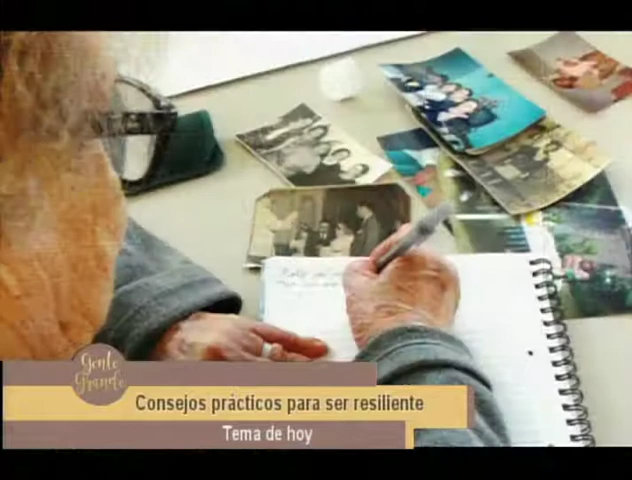 Gente
Grande
Consejos prácticos para ser resiliente
Tema de hoy